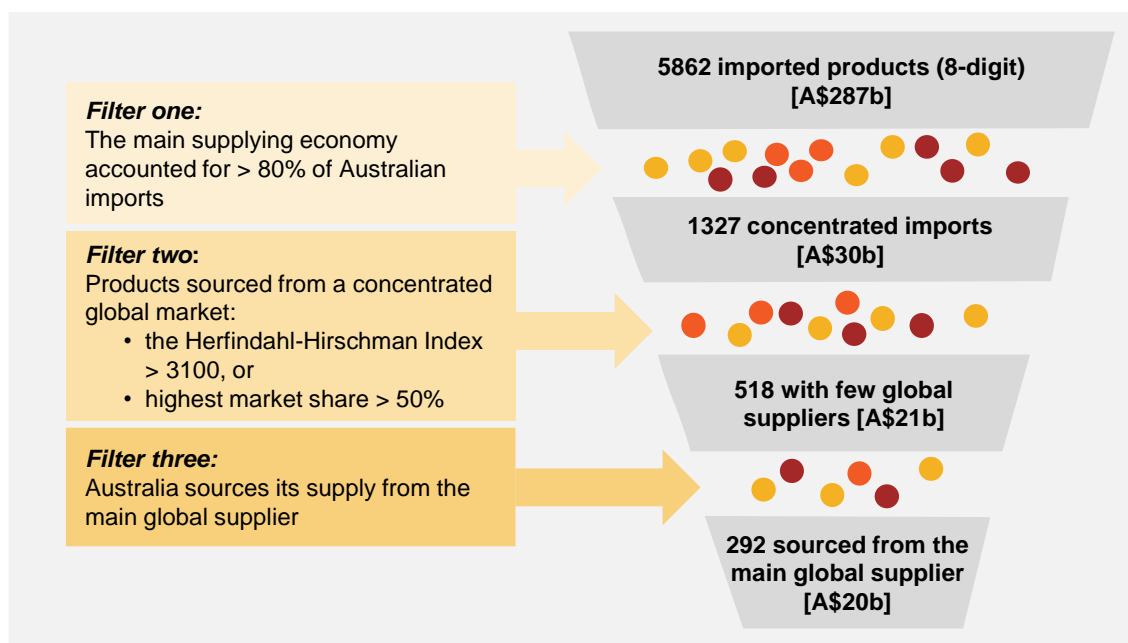 5862 imported products (8-digit)
[A$287b]
Filter one:
The main supplying economy
accounted for > 80% of Australian
imports
1327 concentrated imports
[A$30b]
Filter two:
Products sourced from a concentrated
global market:
• the Herfindahl-Hirschman Index
> 3100, or
• highest market share > 50%
518 with few global
suppliers [A$21b]
Filter three:
Australia sources its supply from the
main global supplier
292 sourced from the
main global supplier
[A$20b]